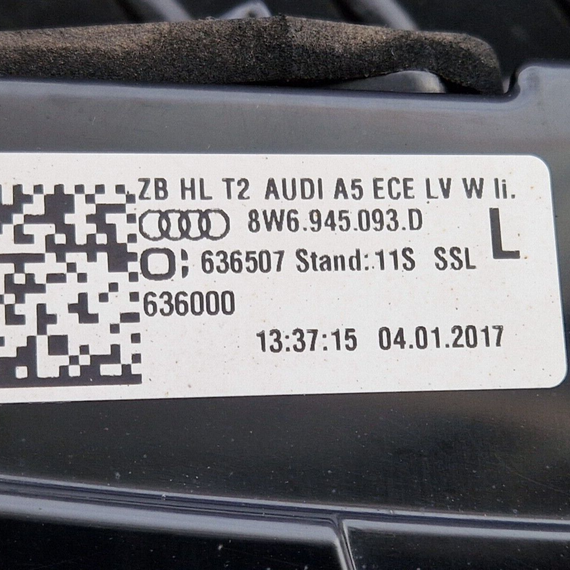 ZB HL T2 AUDI A5 ECE LV W li.
8W6.945.093.D L
636507 Stand: 11S SSL
636000
13:37:15 04.01.2017